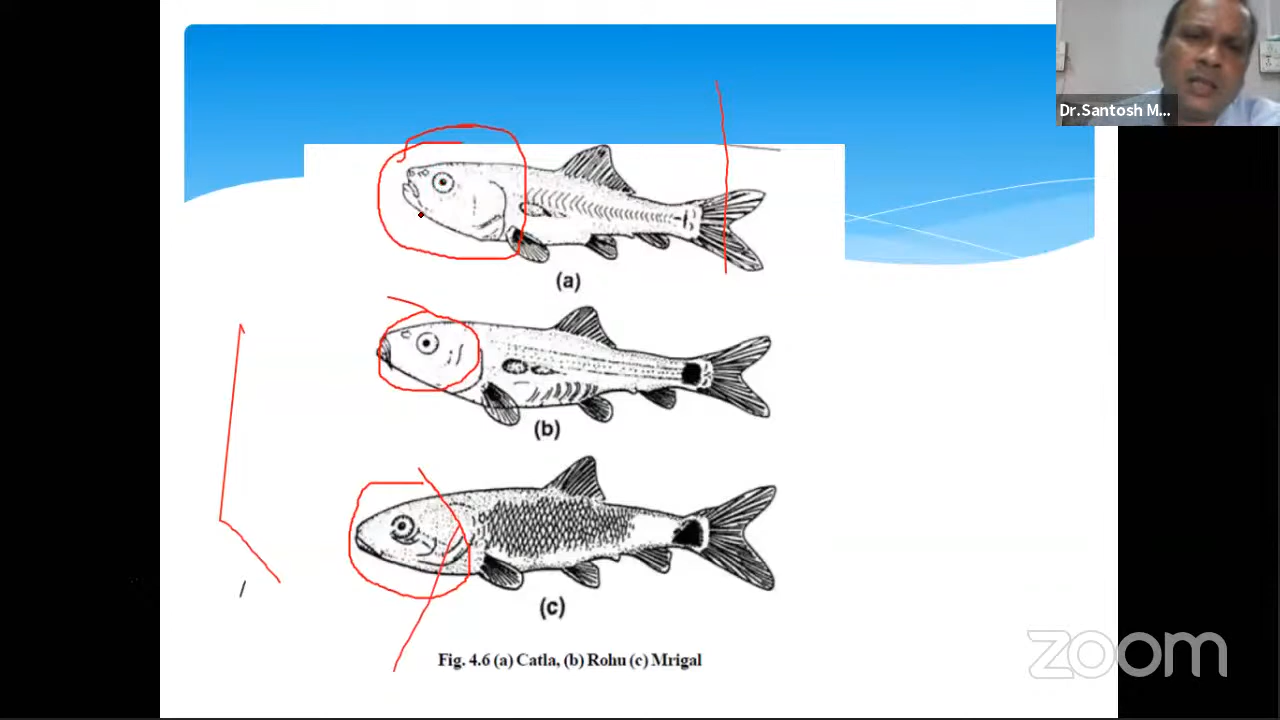 Dr.Santosh M...
(a)
(b)
(c)
Fig. 4.6 (a) Catla, (b) Rohu (c) Mrigal
zoom